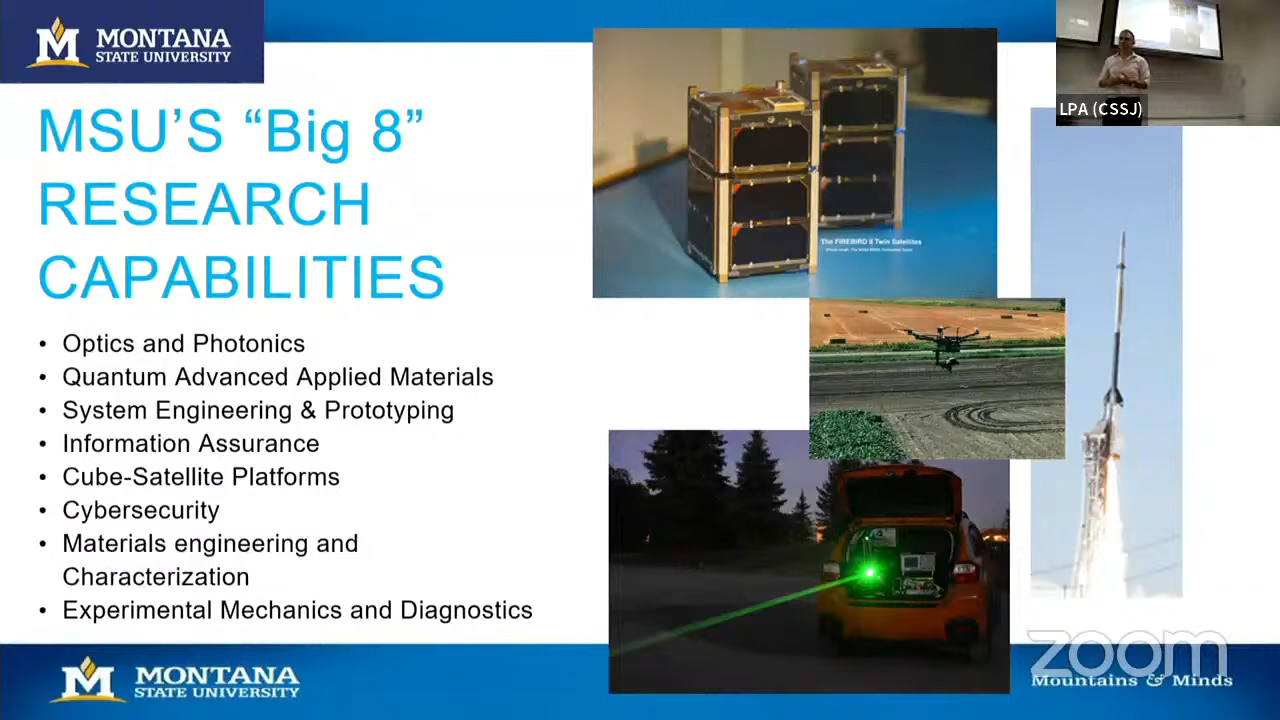 MONTANA
STATE UNIVERSITY
LPA (CSSJ)
MSU’S “Big 8”
RESEARCH
CAPABILITIES
• Optics and Photonics
• Quantum Advanced Applied Materials
• System Engineering & Prototyping
• Information Assurance
• Cube-Satellite Platforms
• Cybersecurity
• Materials engineering and
Characterization
• Experimental Mechanics and Diagnostics
The FIREBIRD II Twin Satellites
MONTANA
STATE UNIVERSITY
zoom
Mountains & Minds